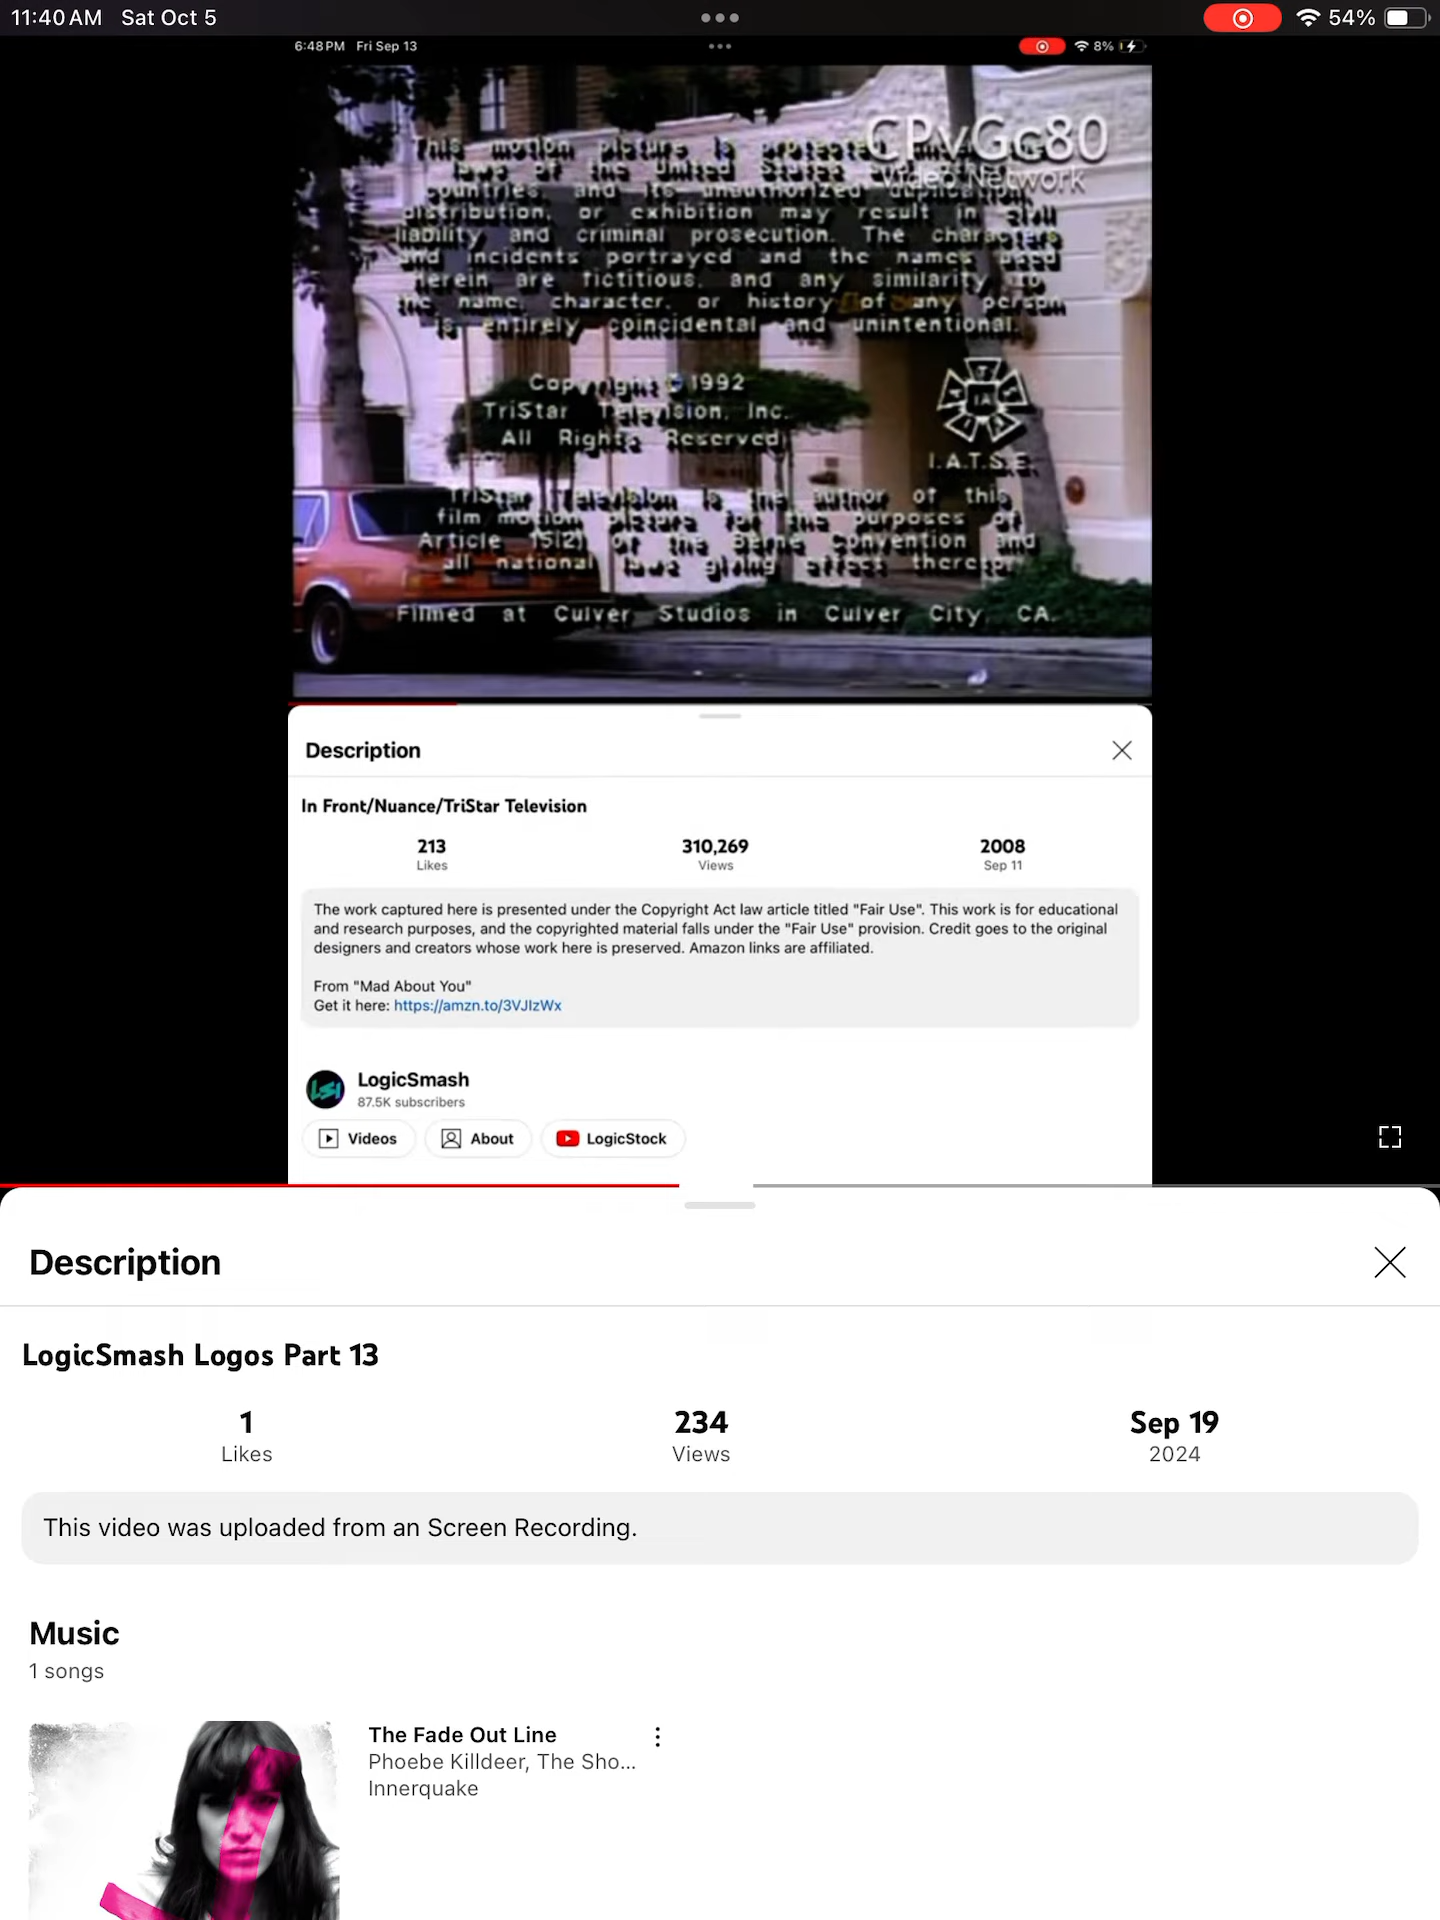 11:40 AM Sat Oct 5
54%
6:48 PM Fri Sep 13
8%
CPvGc80
Video Network
This motion picture is protected
laws of the United States
countries and its unauthorized duplication,
distribution, or exhibition may result in civil
liability and criminal prosecution. The characters
and incidents portrayed and the names used
herein are fictitious, and any similarity to
the name, character, or history of any person
is entirely coincidental and unintentional.
Copyright © 1992
TriStar Television, Inc.
All Rights Reserved
IA
I.A.T.S.E.
TriStar Television is the author of this
film/motion picture for the purposes of
Article 15(2) of the Berne Convention and
all national laws giving effect thereto.
Filmed at Culver Studios in Culver City, CA.
Description
In Front/Nuance/TriStar Television
213 310,269 2008
Likes Views Sep 11
The work captured here is presented under the Copyright Act law article titled "Fair Use". This work is for educational
and research purposes, and the copyrighted material falls under the "Fair Use" provision. Credit goes to the original
designers and creators whose work here is preserved. Amazon links are affiliated.
From "Mad About You"
Get it here: https://amzn.to/3VJIzWx
LogicSmash
87.5K subscribers
Videos About LogicStock
Description
LogicSmash Logos Part 13
1 234 Sep 19
Likes Views 2024
This video was uploaded from an Screen Recording.
Music
1 songs
The Fade Out Line
Phoebe Killdeer, The Sho...
Innerquake